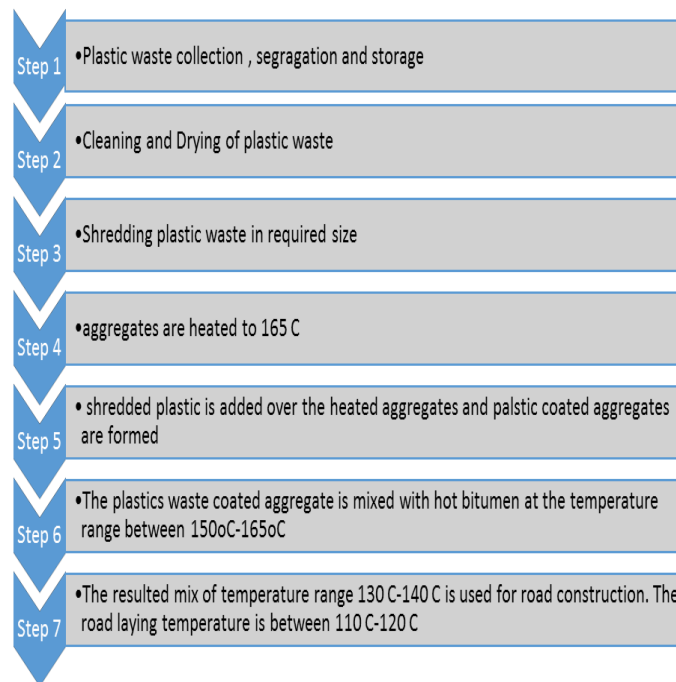 Step 1
•Plastic waste collection , segragation and storage
Step 2
•Cleaning and Drying of plastic waste
Step 3
•Shredding plastic waste in required size
Step 4
•aggregates are heated to 165 C
Step 5
• shredded plastic is added over the heated aggregates and palstic coated aggregates
are formed
Step 6
•The plastics waste coated aggregate is mixed with hot bitumen at the temperature
range between 150oC-165oC
Step 7
•The resulted mix of temperature range 130 C-140 C is used for road construction. The
road laying temperature is between 110 C-120 C